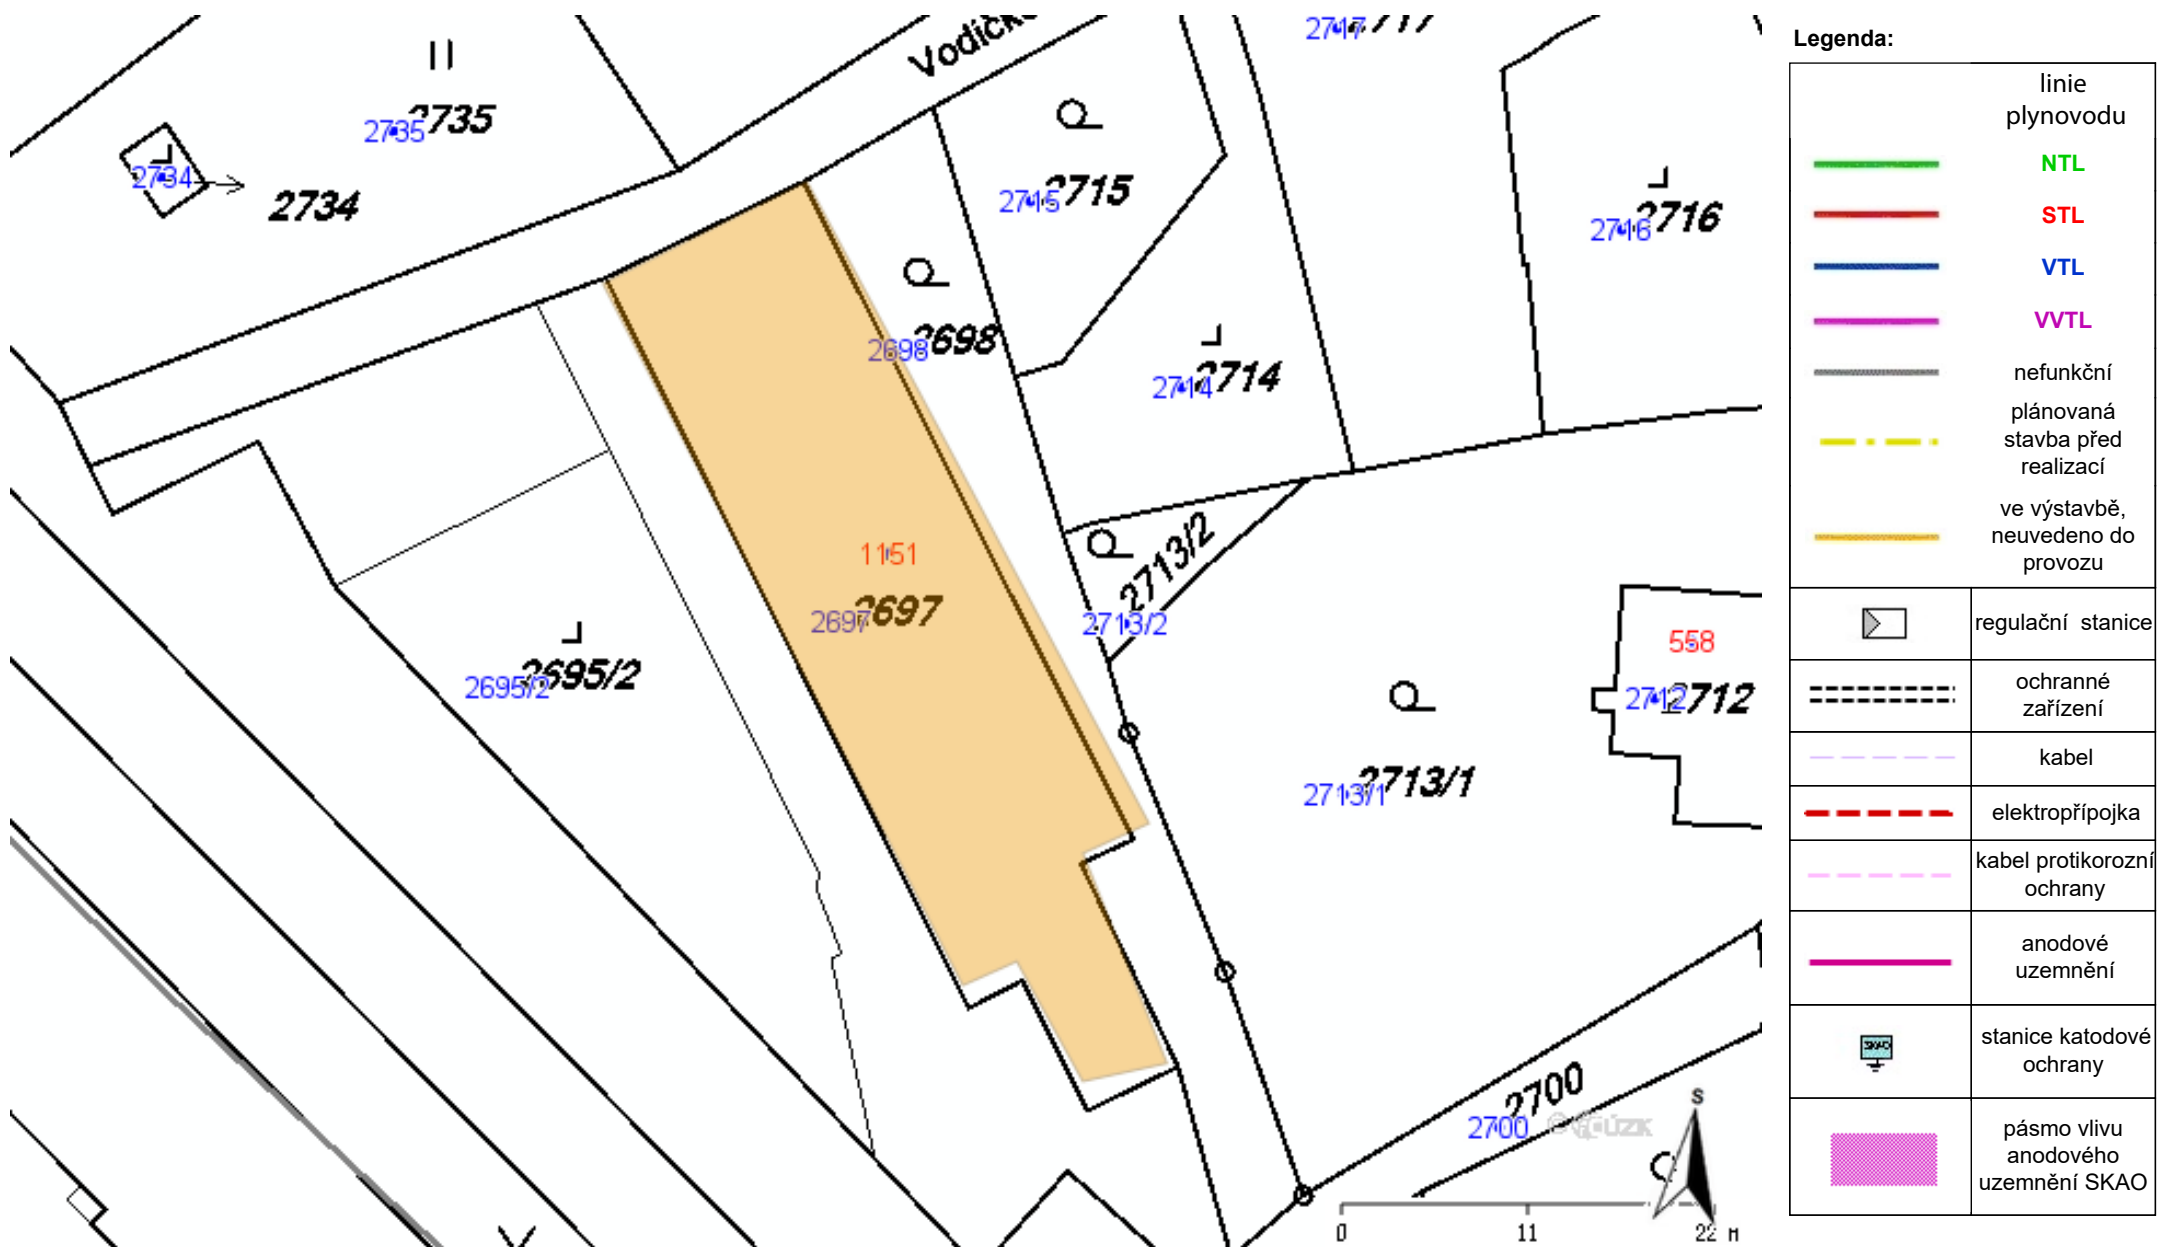 Vodičk
2717
2735
2735
2734
2734
2715
2715
2716
2716
2698
2698
2714
2714
1151
2697
2697
2713/2
2713/2
558
2712
2712
2695/2
2695/2
2713/1
2713/1
2700
2700
© ČÚZK
S
0 11 22 M
Legenda:
linie
plynovodu
NTL
STL
VTL
VVTL
nefunkční
plánovaná
stavba před
realizací
ve výstavbě,
neuvedeno do
provozu
regulační stanice
ochranné
zařízení
kabel
elektropřípojka
kabel protikorozní
ochrany
anodové
uzemnění
SKAO
stanice katodové
ochrany
pásmo vlivu
anodového
uzemnění SKAO